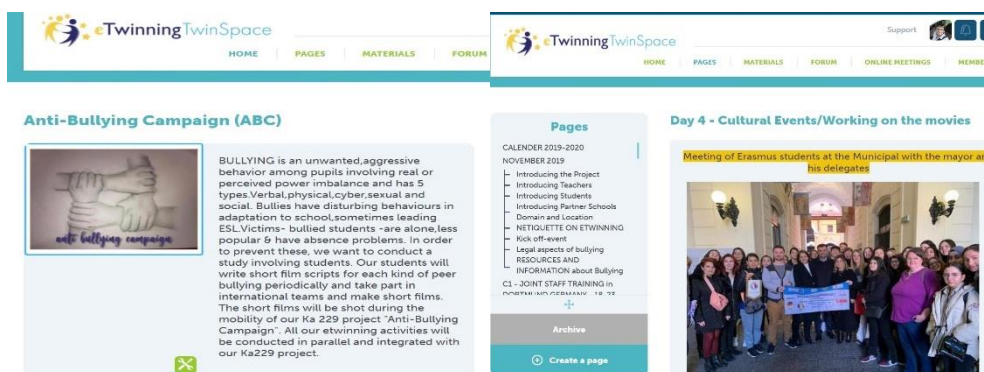 eTwinningTwinSpace
HOME PAGES MATERIALS FORUM
Anti-Bullying Campaign (ABC)
anti bullying campaign
BULLYING is an unwanted,aggressive
behavior among pupils involving real or
perceived power imbalance and has 5
types.Verbal,physical,cyber,sexual and
social. Bullies have disturbing behaviours in
adaptation to school,sometimes leading
ESL.Victims- bullied students -are alone,less
popular & have absence problems. In order
to prevent these, we want to conduct a
study involving students. Our students will
write short film scripts for each kind of peer
bullying periodically and take part in
international teams and make short films.
The short films will be shot during the
mobility of our Ka 229 project "Anti-Bullying
Campaign". All our etwinning activities will
be conducted in parallel and integrated with
our Ka229 project.
eTwinningTwinSpace
Support
HOME PAGES MATERIALS FORUM ONLINE MEETINGS MEMBE
Pages
CALENDER 2019-2020
NOVEMBER 2019
Introducing the Project
Introducing Teachers
Introducing Students
Introducing Partner Schools
Domain and Location
NETIQUETTE ON ETWINNING
Kick off-event
Legal aspects of bullying
RESOURCES AND
INFORMATION about Bullying
C1 - JOINT STAFF TRAINING in
DORTMUND GERMANY 18-23
Archive
Create a page
Day 4 - Cultural Events/Working on the movies
Meeting of Erasmus students at the Municipal with the mayor an
his delegates